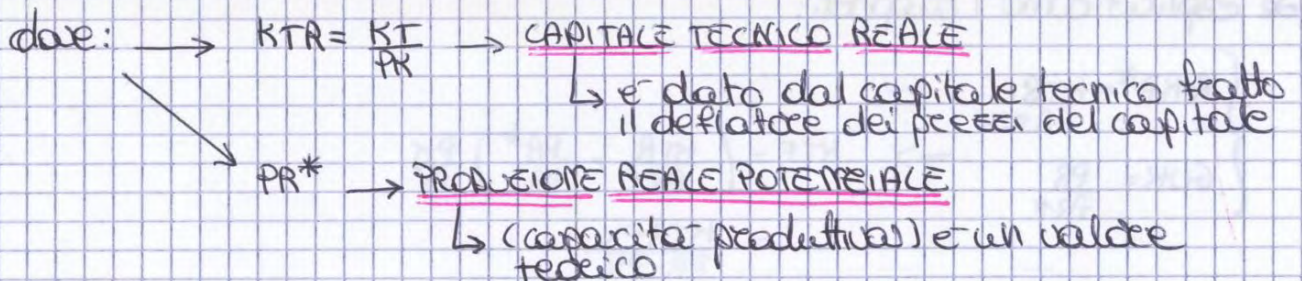 dove: → KTR = KT/PK → CAPITALE TECNICO REALE
↳ è dato dal capitale tecnico fratto
il deflatore dei prezzi del capitale
PR* → PRODUZIONE REALE POTENZIALE
↳ (capacità produttiva) è un valore
teorico